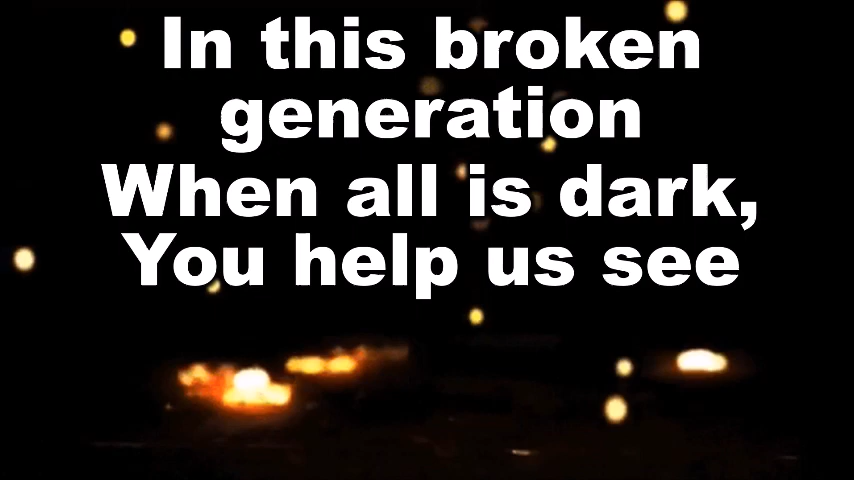 In this broken
generation
When all is dark,
You help us see